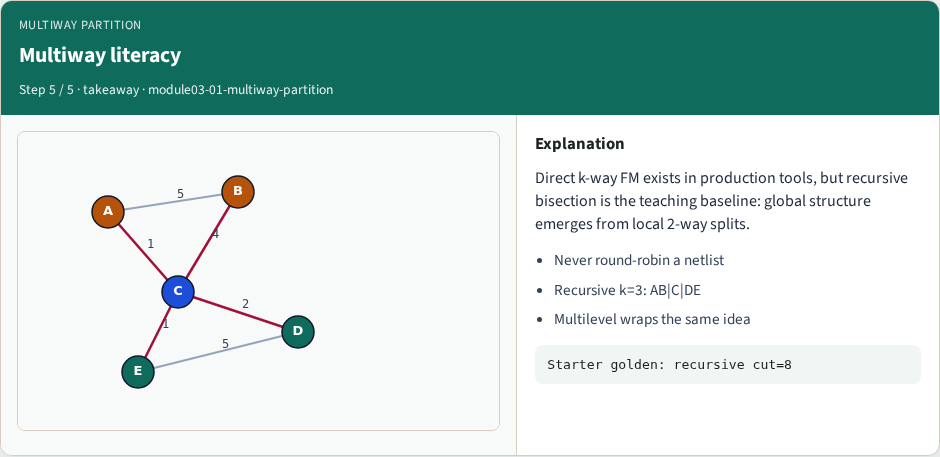 MULTIWAY PARTITION
Multiway literacy
Step 5 / 5 · takeaway · module03-01-multiway-partition
A
B
C
D
E
5
1
4
2
1
5
Explanation
Direct k-way FM exists in production tools, but recursive
bisection is the teaching baseline: global structure
emerges from local 2-way splits.
• Never round-robin a netlist
• Recursive k=3: AB|C|DE
• Multilevel wraps the same idea
Starter golden: recursive cut=8